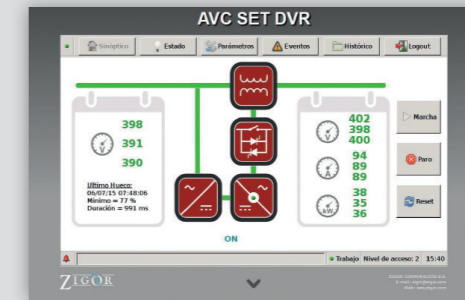 AVC SET DVR
Sinóptico Estado Parámetros Eventos Histórico Logout
398
391
390
V
Ultimo Hueco:
06/07/15 07:48:06
Mínimo = 77 %
Duración = 991 ms
402
398
400
V
94
89
89
A
38
35
36
kW
Marcha
Paro
Reset
ON
Trabajo Nivel de acceso: 2 15:40
ZIGOR